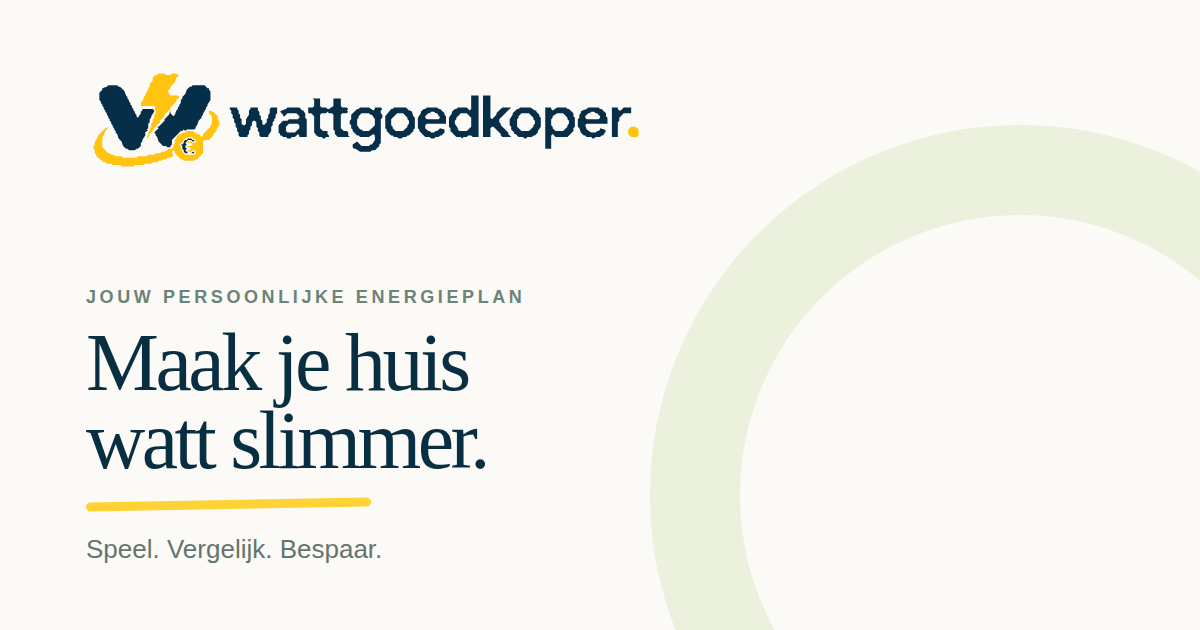 wattgoedkoper.
JOUW PERSOONLIJKE ENERGIEPLAN
Maak je huis
watt slimmer.
Speel. Vergelijk. Bespaar.